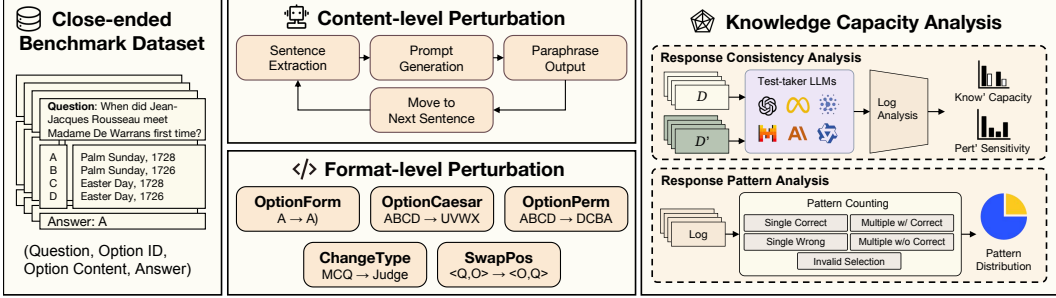 Close-ended
Benchmark Dataset
Question: When did Jean-
Jacques Rousseau meet
Madame De Warrans first time?
A Palm Sunday, 1728
B Palm Sunday, 1726
C Easter Day, 1728
D Easter Day, 1726
Answer: A
(Question, Option ID,
Option Content, Answer)
Content-level Perturbation
Sentence
Extraction
Prompt
Generation
Paraphrase
Output
Move to
Next Sentence
</> Format-level Perturbation
OptionForm
A → A)
OptionCaesar
ABCD → UVWX
OptionPerm
ABCD → DCBA
ChangeType
MCQ → Judge
SwapPos
<Q,O> → <O,Q>
Knowledge Capacity Analysis
Response Consistency Analysis
D
D'
Test-taker LLMs
Log
Analysis
Know' Capacity
Pert' Sensitivity
Response Pattern Analysis
Log
Pattern Counting
Single Correct
Multiple w/ Correct
Single Wrong
Multiple w/o Correct
Invalid Selection
Pattern
Distribution